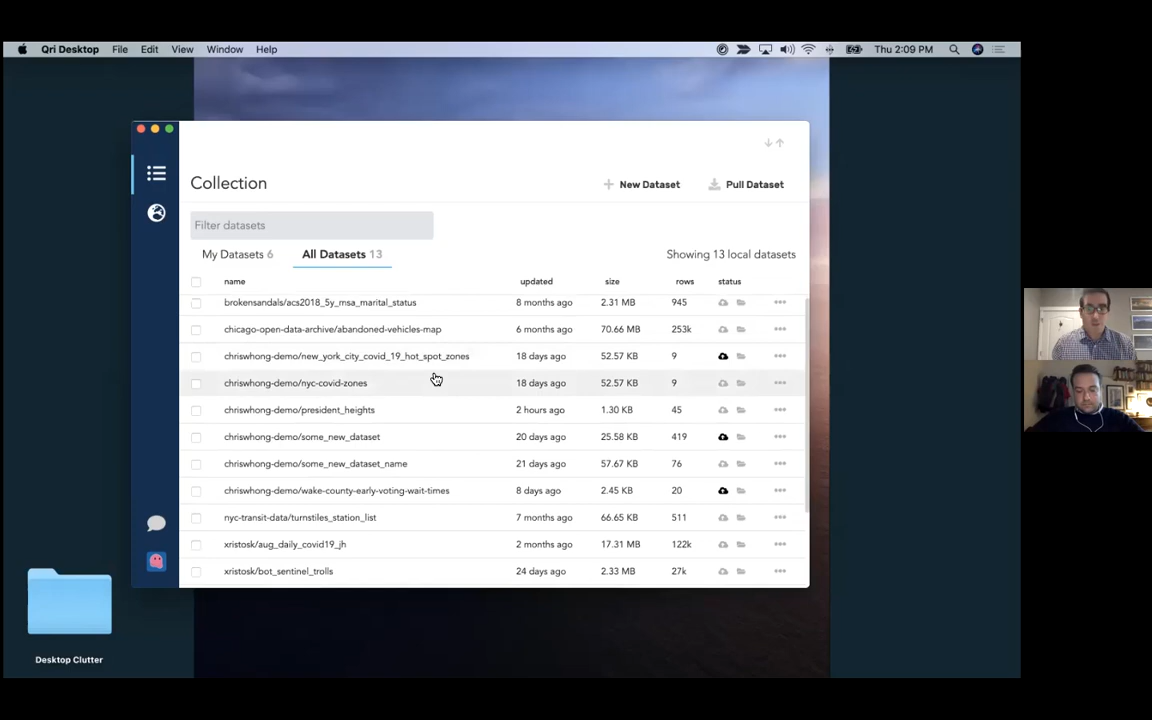 Qri Desktop File Edit View Window Help Thu 2:09 PM
Collection
New Dataset Pull Dataset
Filter datasets
My Datasets 6 All Datasets 13 Showing 13 local datasets
name updated size rows status
brokensandals/acs2018_5y_msa_marital_status 8 months ago 2.31 MB 945
chicago-open-data-archive/abandoned-vehicles-map 6 months ago 70.66 MB 253k
chriswhong-demo/new_york_city_covid_19_hot_spot_zones 18 days ago 52.57 KB 9
chriswhong-demo/nyc-covid-zones 18 days ago 52.57 KB 9
chriswhong-demo/president_heights 2 hours ago 1.30 KB 45
chriswhong-demo/some_new_dataset 20 days ago 25.58 KB 419
chriswhong-demo/some_new_dataset_name 21 days ago 57.67 KB 76
chriswhong-demo/wake-county-early-voting-wait-times 8 days ago 2.45 KB 20
nyc-transit-data/turnstiles_station_list 7 months ago 66.65 KB 511
xristosk/aug_daily_covid19_jh 2 months ago 17.31 MB 122k
xristosk/bot_sentinel_trolls 24 days ago 2.33 MB 27k
Desktop Clutter